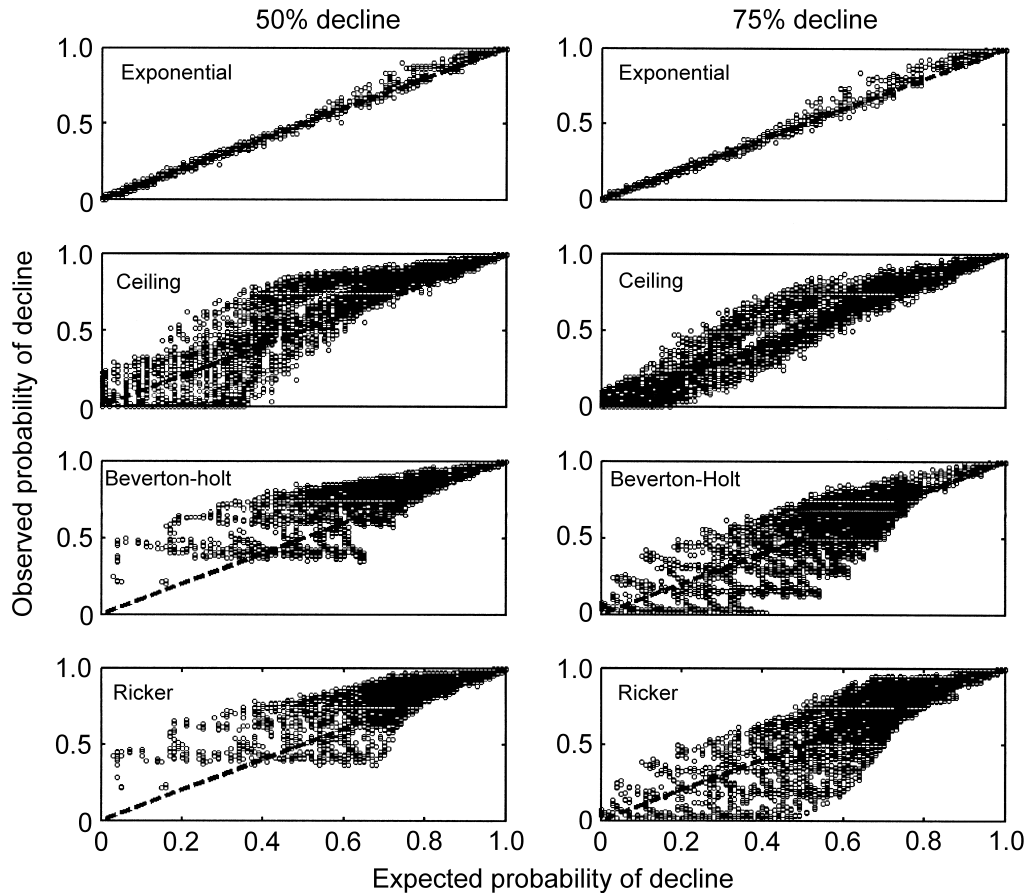 50% decline
75% decline
1.0
Exponential
0.5
0
1.0
Exponential
0.5
0
1.0
Ceiling
0.5
0
1.0
Ceiling
0.5
0
1.0
Beverton-holt
0.5
0
1.0
Beverton-Holt
0.5
0
1.0
Ricker
0.5
0
0 0.2 0.4 0.6 0.8 1.0
1.0
Ricker
0.5
0
0 0.2 0.4 0.6 0.8 1.0
Observed probability of decline
Expected probability of decline